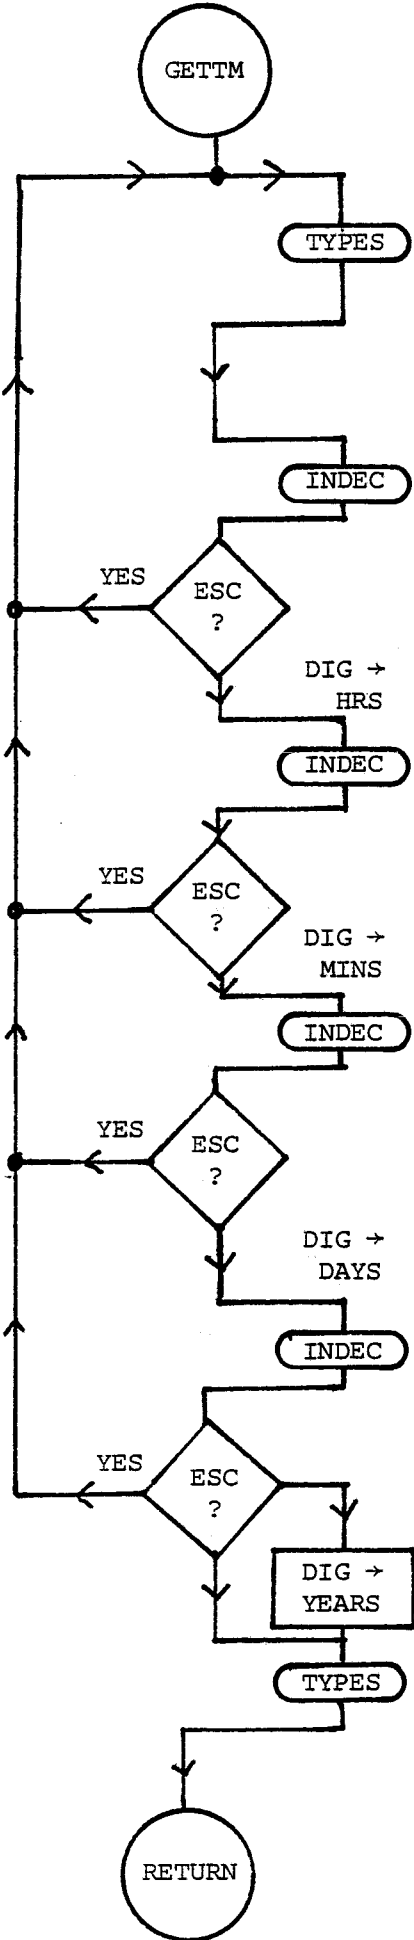 GETTM
TYPES
INDEC
YES
ESC
?
DIG →
HRS
INDEC
YES
ESC
?
DIG →
MINS
INDEC
YES
ESC
?
DIG →
DAYS
INDEC
YES
ESC
?
DIG →
YEARS
TYPES
RETURN